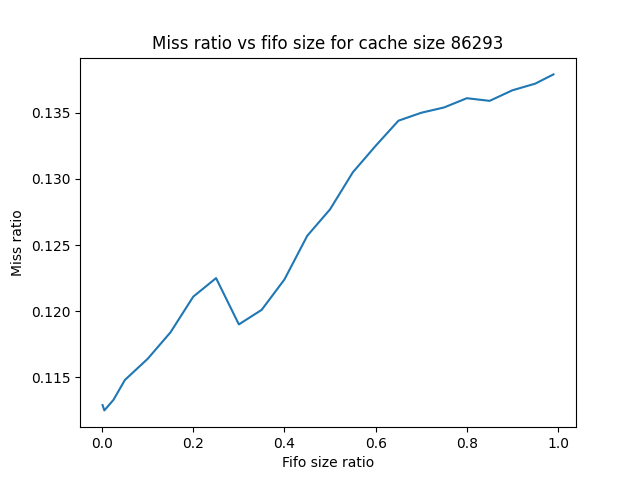 Miss ratio vs fifo size for cache size 86293
0.135
0.130
0.125
0.120
0.115
Miss ratio
0.0 0.2 0.4 0.6 0.8 1.0
Fifo size ratio